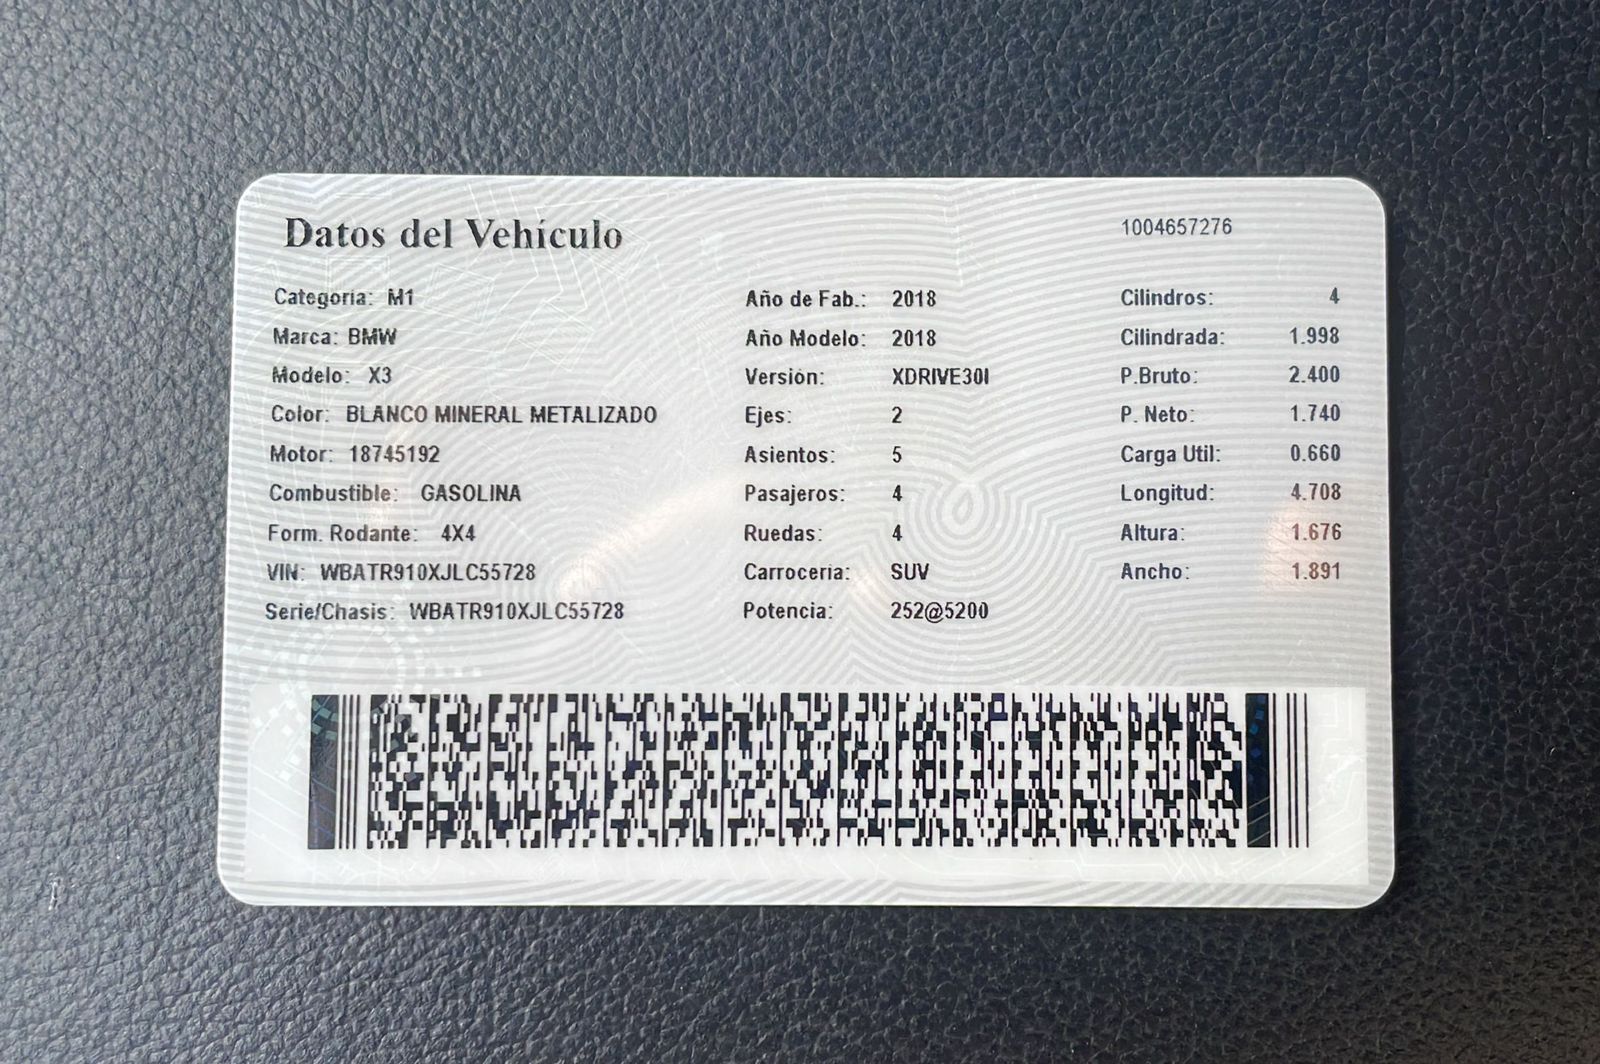 Datos del Vehículo
1004657276
Categoría: M1
Marca: BMW
Modelo: X3
Color: BLANCO MINERAL METALIZADO
Motor: 18745192
Combustible: GASOLINA
Form. Rodante: 4X4
VIN: WBATR910XJLC55728
Serie/Chasis: WBATR910XJLC55728
Año de Fab.: 2018
Año Modelo: 2018
Versión: XDRIVE30I
Ejes: 2
Asientos: 5
Pasajeros: 4
Ruedas: 4
Carrocería: SUV
Potencia: 252@5200
Cilindros: 4
Cilindrada: 1.998
P.Bruto: 2.400
P. Neto: 1.740
Carga Util: 0.660
Longitud: 4.708
Altura: 1.676
Ancho: 1.891